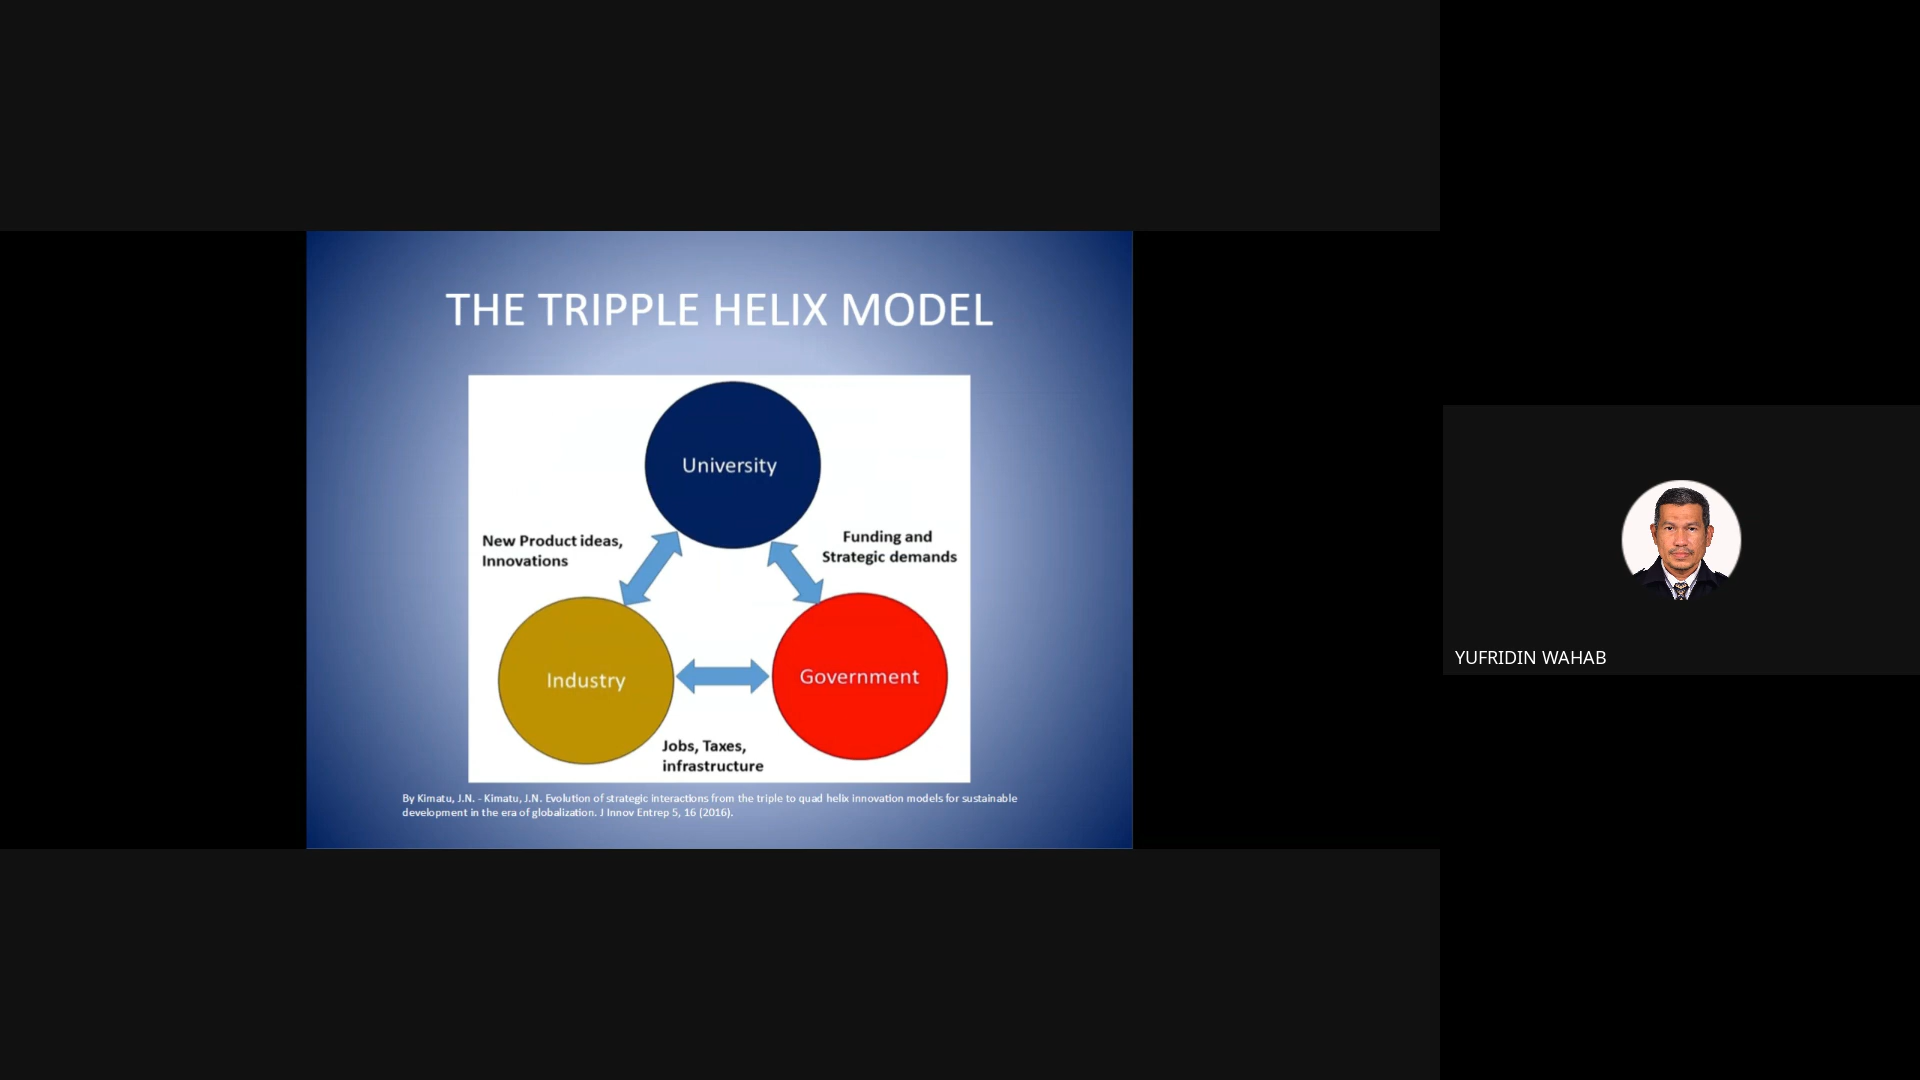 THE TRIPPLE HELIX MODEL
University
New Product ideas,
Innovations
Funding and
Strategic demands
Industry
Government
Jobs, Taxes,
infrastructure
By Kimatu, J.N. - Kimatu, J.N. Evolution of strategic interactions from the triple to quad helix innovation models for sustainable
development in the era of globalization. J Innov Entrep 5, 16 (2016).
YUFRIDIN WAHAB